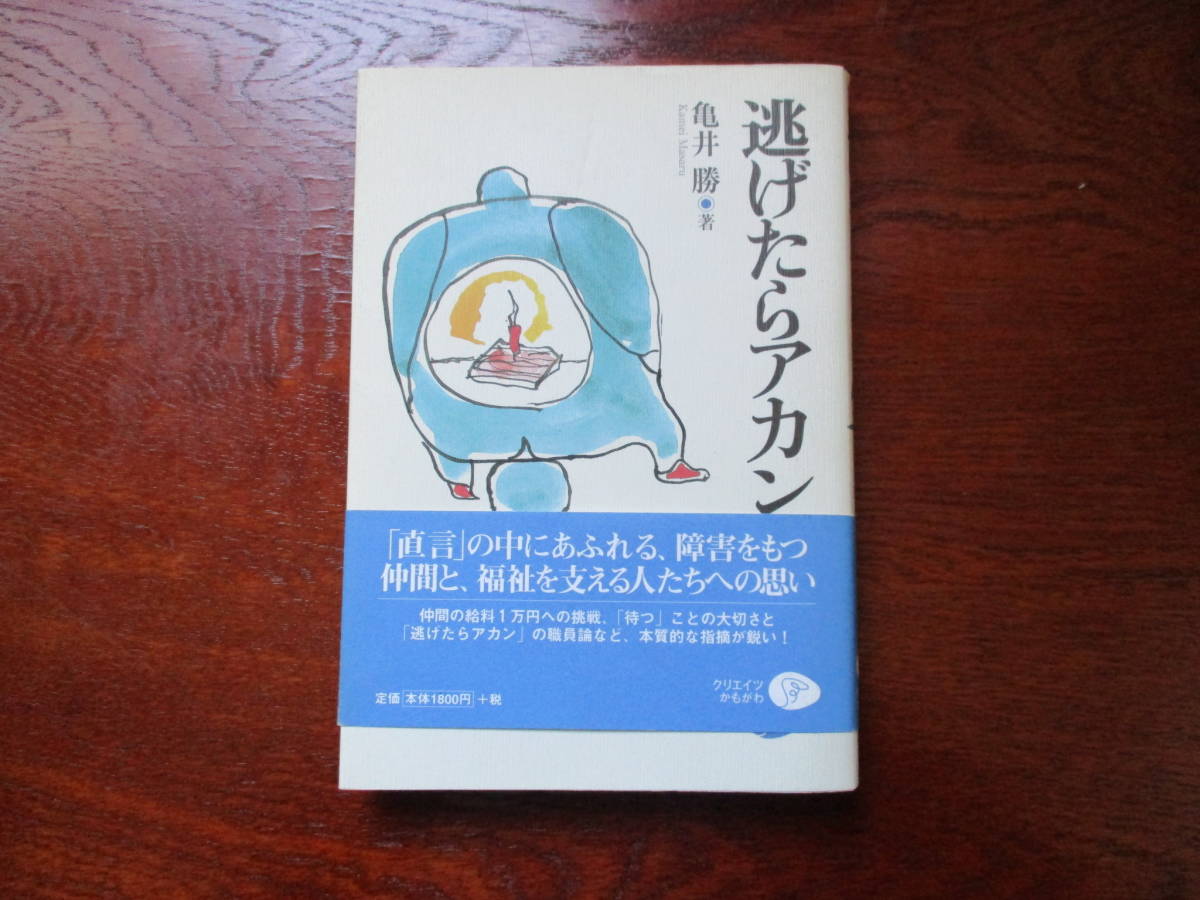 逃げたらアカン
亀井 勝◉著
Kamei Masaru
「直言」の中にあふれる、障害をもつ
仲間と、福祉を支える人たちへの思い
仲間の給料1万円への挑戦、「待つ」ことの大切さと
「逃げたらアカン」の職員論など、本質的な指摘が鋭い!
定価 本体1800円 +税
クリエイツ
かもがわ